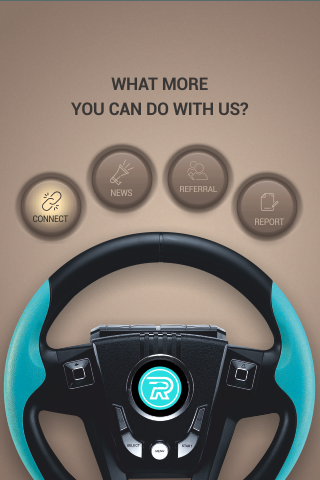 WHAT MORE
YOU CAN DO WITH US?
CONNECT
NEWS
REFERRAL
REPORT
R
SELECT
MENU
START